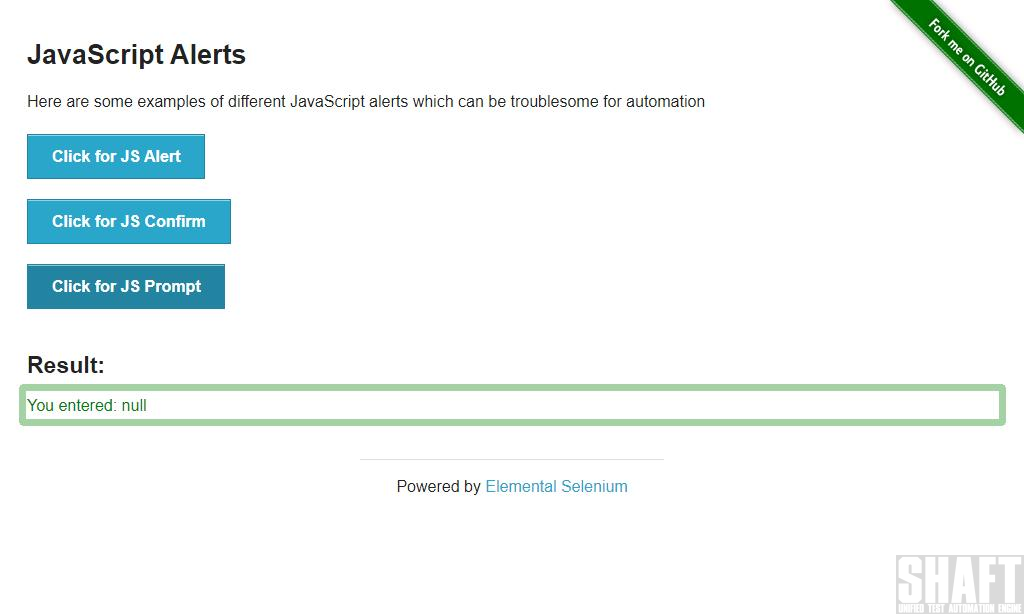 Fork me on GitHub
JavaScript Alerts
Here are some examples of different JavaScript alerts which can be troublesome for automation
Click for JS Alert
Click for JS Confirm
Click for JS Prompt
Result:
You entered: null
Powered by Elemental Selenium
SHAFT
UNIFIED TEST AUTOMATION ENGINE